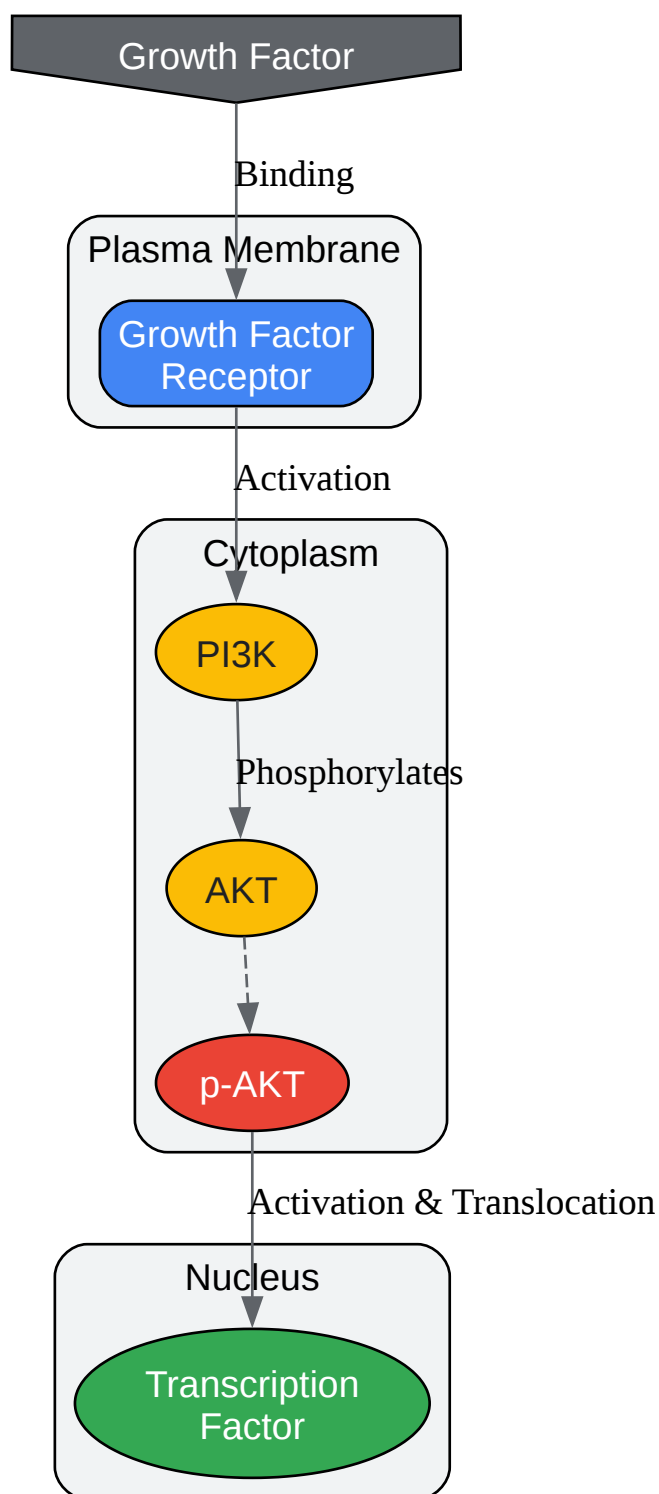 Growth Factor
Binding
Plasma Membrane
Growth Factor
Receptor
Activation
Cytoplasm
PI3K
Phosphorylates
AKT
p-AKT
Activation & Translocation
Nucleus
Transcription
Factor